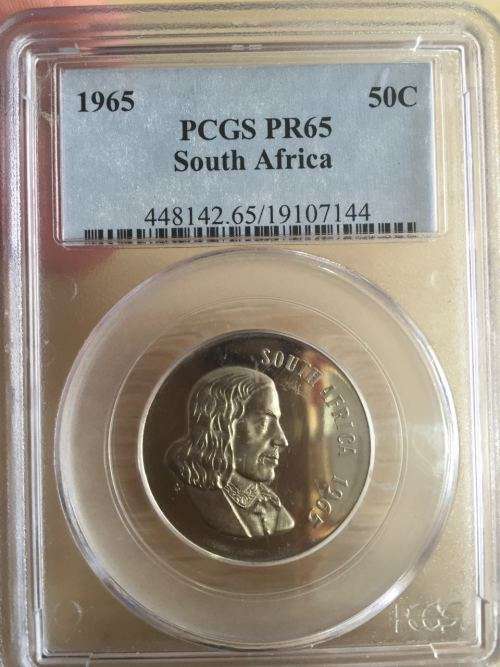 1965 50C
PCGS PR65
South Africa
448142.65/19107144
SOUTH AFRICA 1965
PCGS